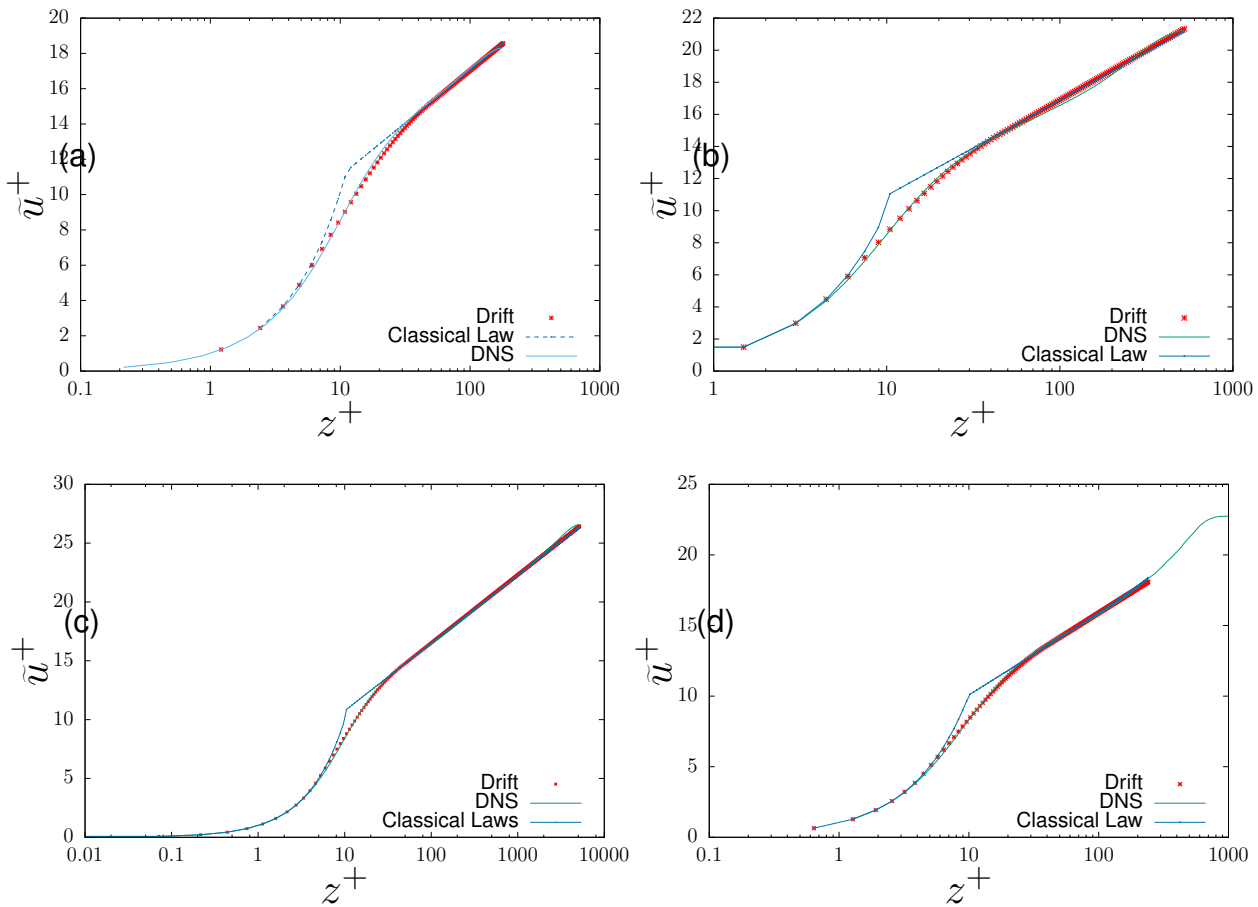 20
18
16
14
12
10
8
6
4
2
0
0.1 1 10 100 1000
(a)
ũ⁺
z⁺
Drift
Classical Law
DNS
22
20
18
16
14
12
10
8
6
4
2
0
1 10 100 1000
(b)
ũ⁺
z⁺
Drift
DNS
Classical Law
30
25
20
15
10
5
0
0.01 0.1 1 10 100 1000 10000
(c)
ũ⁺
z⁺
Drift
DNS
Classical Laws
25
20
15
10
5
0
0.1 1 10 100 1000
(d)
ũ⁺
z⁺
Drift
DNS
Classical Law